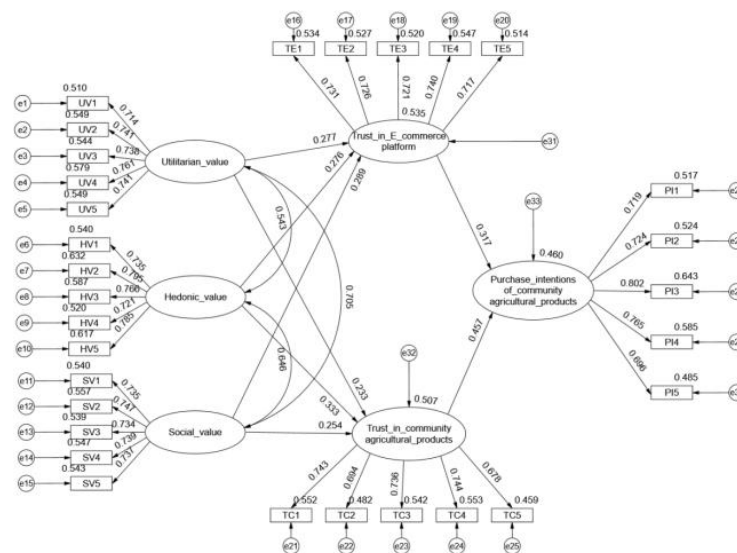 e16 e17 e18 e19 e20
0.534 0.527 0.520 0.547 0.514
TE1 TE2 TE3 TE4 TE5
0.731 0.726 0.721 0.740 0.717
0.535
Trust_in_E_commerce
platform
e31
e1 0.510 UV1 0.714
e2 0.549 UV2 0.741
e3 0.544 UV3 0.738
e4 0.579 UV4 0.761
e5 0.549 UV5 0.741
Utilitarian_value
0.277
0.276
0.289
0.543
0.705
e6 0.540 HV1 0.735
e7 0.632 HV2 0.795
e8 0.587 HV3 0.766
e9 0.520 HV4 0.721
e10 0.617 HV5 0.785
Hedonic_value
0.646
0.233
0.333
0.254
e11 0.540 SV1 0.735
e12 0.557 SV2 0.747
e13 0.539 SV3 0.734
e14 0.547 SV4 0.739
e15 0.543 SV5 0.737
Social_value
e32
0.507
Trust_in_community
agricultural_products
0.317
0.457
e33
0.460
Purchase_intentions
of_community
agricultural_products
0.719 0.517 PI1
0.724 0.524 PI2
0.802 0.643 PI3
0.765 0.585 PI4
0.696 0.485 PI5
0.743 0.694 0.736 0.744 0.678
0.552 0.482 0.542 0.553 0.459
TC1 TC2 TC3 TC4 TC5
e21 e22 e23 e24 e25